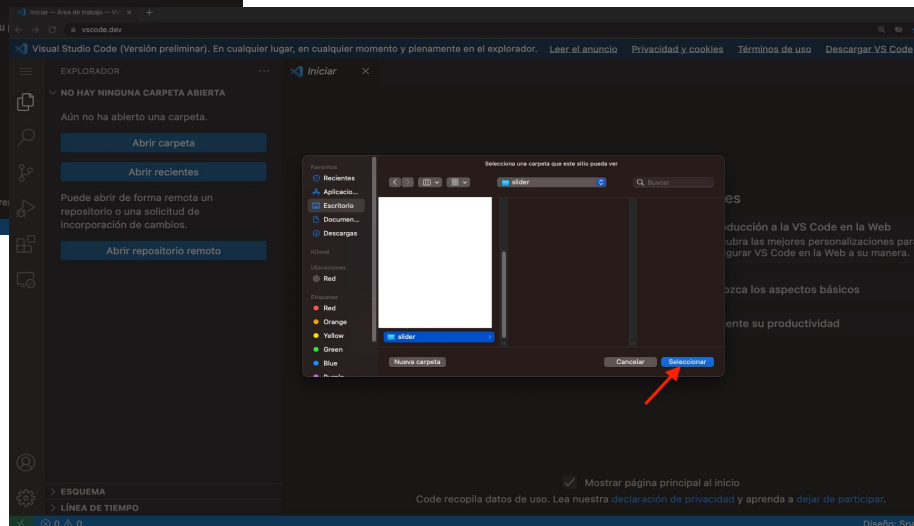 Iniciar — Área de trabajo — Vi
vscode.dev
Visual Studio Code (Versión preliminar). En cualquier lugar, en cualquier momento y plenamente en el explorador. Leer el anuncio Privacidad y cookies Términos de uso Descargar VS Code
EXPLORADOR
Iniciar
NO HAY NINGUNA CARPETA ABIERTA
Aún no ha abierto una carpeta.
Abrir carpeta
Abrir recientes
Puede abrir de forma remota un
repositorio o una solicitud de
incorporación de cambios.
Abrir repositorio remoto
Selecciona una carpeta que este sitio pueda ver
Favoritos
Recientes
Aplicacio...
Escritorio
Documen...
Descargas
iCloud
Ubicaciones
Red
Etiquetas
Red
Orange
Yellow
Green
Blue
Purple
slider
Buscar
slider
Nueva carpeta
Cancelar
Seleccionar
es
ducción a la VS Code en la Web
ubra las mejores personalizaciones par
gurar VS Code en la Web a su manera.
ozca los aspectos básicos
ente su productividad
Mostrar página principal al inicio
Code recopila datos de uso. Lea nuestra declaración de privacidad y aprenda a dejar de participar.
ESQUEMA
LÍNEA DE TIEMPO
0 0
Diseño: Spa